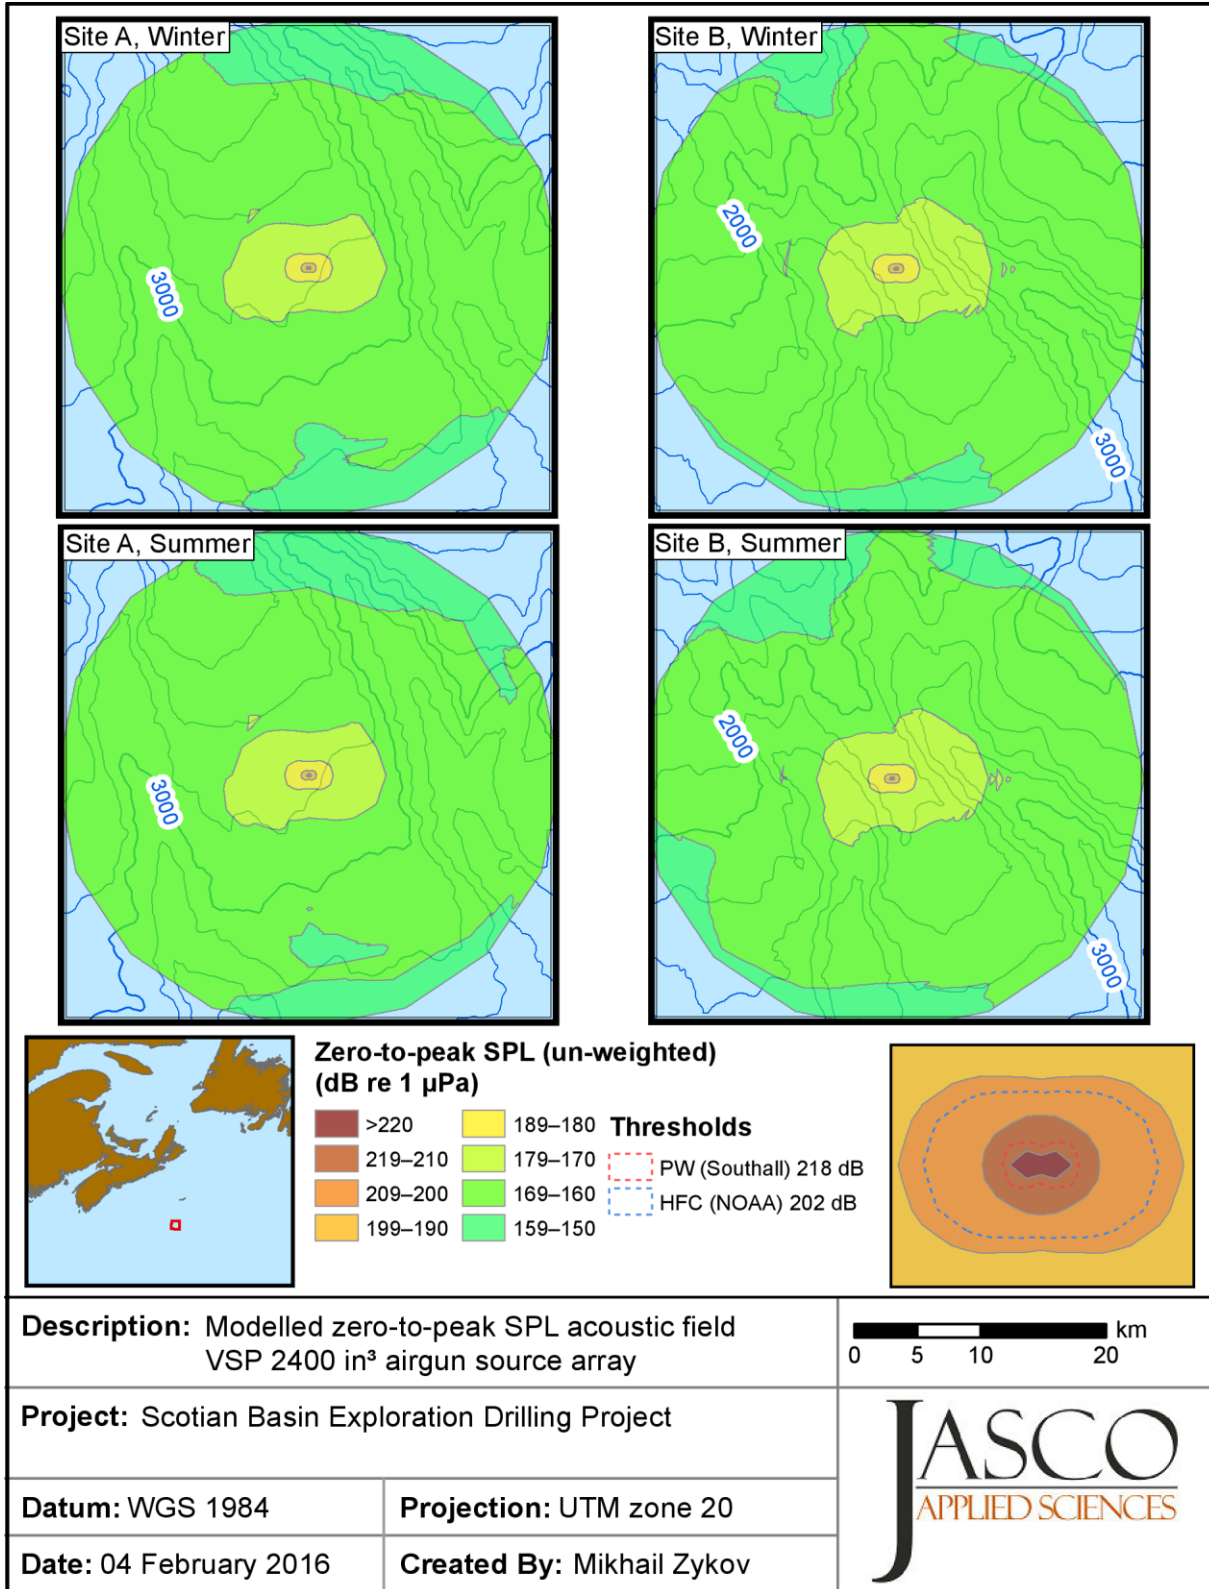 Site A, Winter
Site B, Winter
3000
2000
3000
Site A, Summer
Site B, Summer
3000
2000
3000
Zero-to-peak SPL (un-weighted)
(dB re 1 µPa)
>220
219–210
209–200
199–190
189–180
179–170
169–160
159–150
Thresholds
PW (Southall) 218 dB
HFC (NOAA) 202 dB
Description: Modelled zero-to-peak SPL acoustic field
VSP 2400 in³ airgun source array
km
0 5 10 20
Project: Scotian Basin Exploration Drilling Project
JASCO
APPLIED SCIENCES
Datum: WGS 1984
Projection: UTM zone 20
Date: 04 February 2016
Created By: Mikhail Zykov